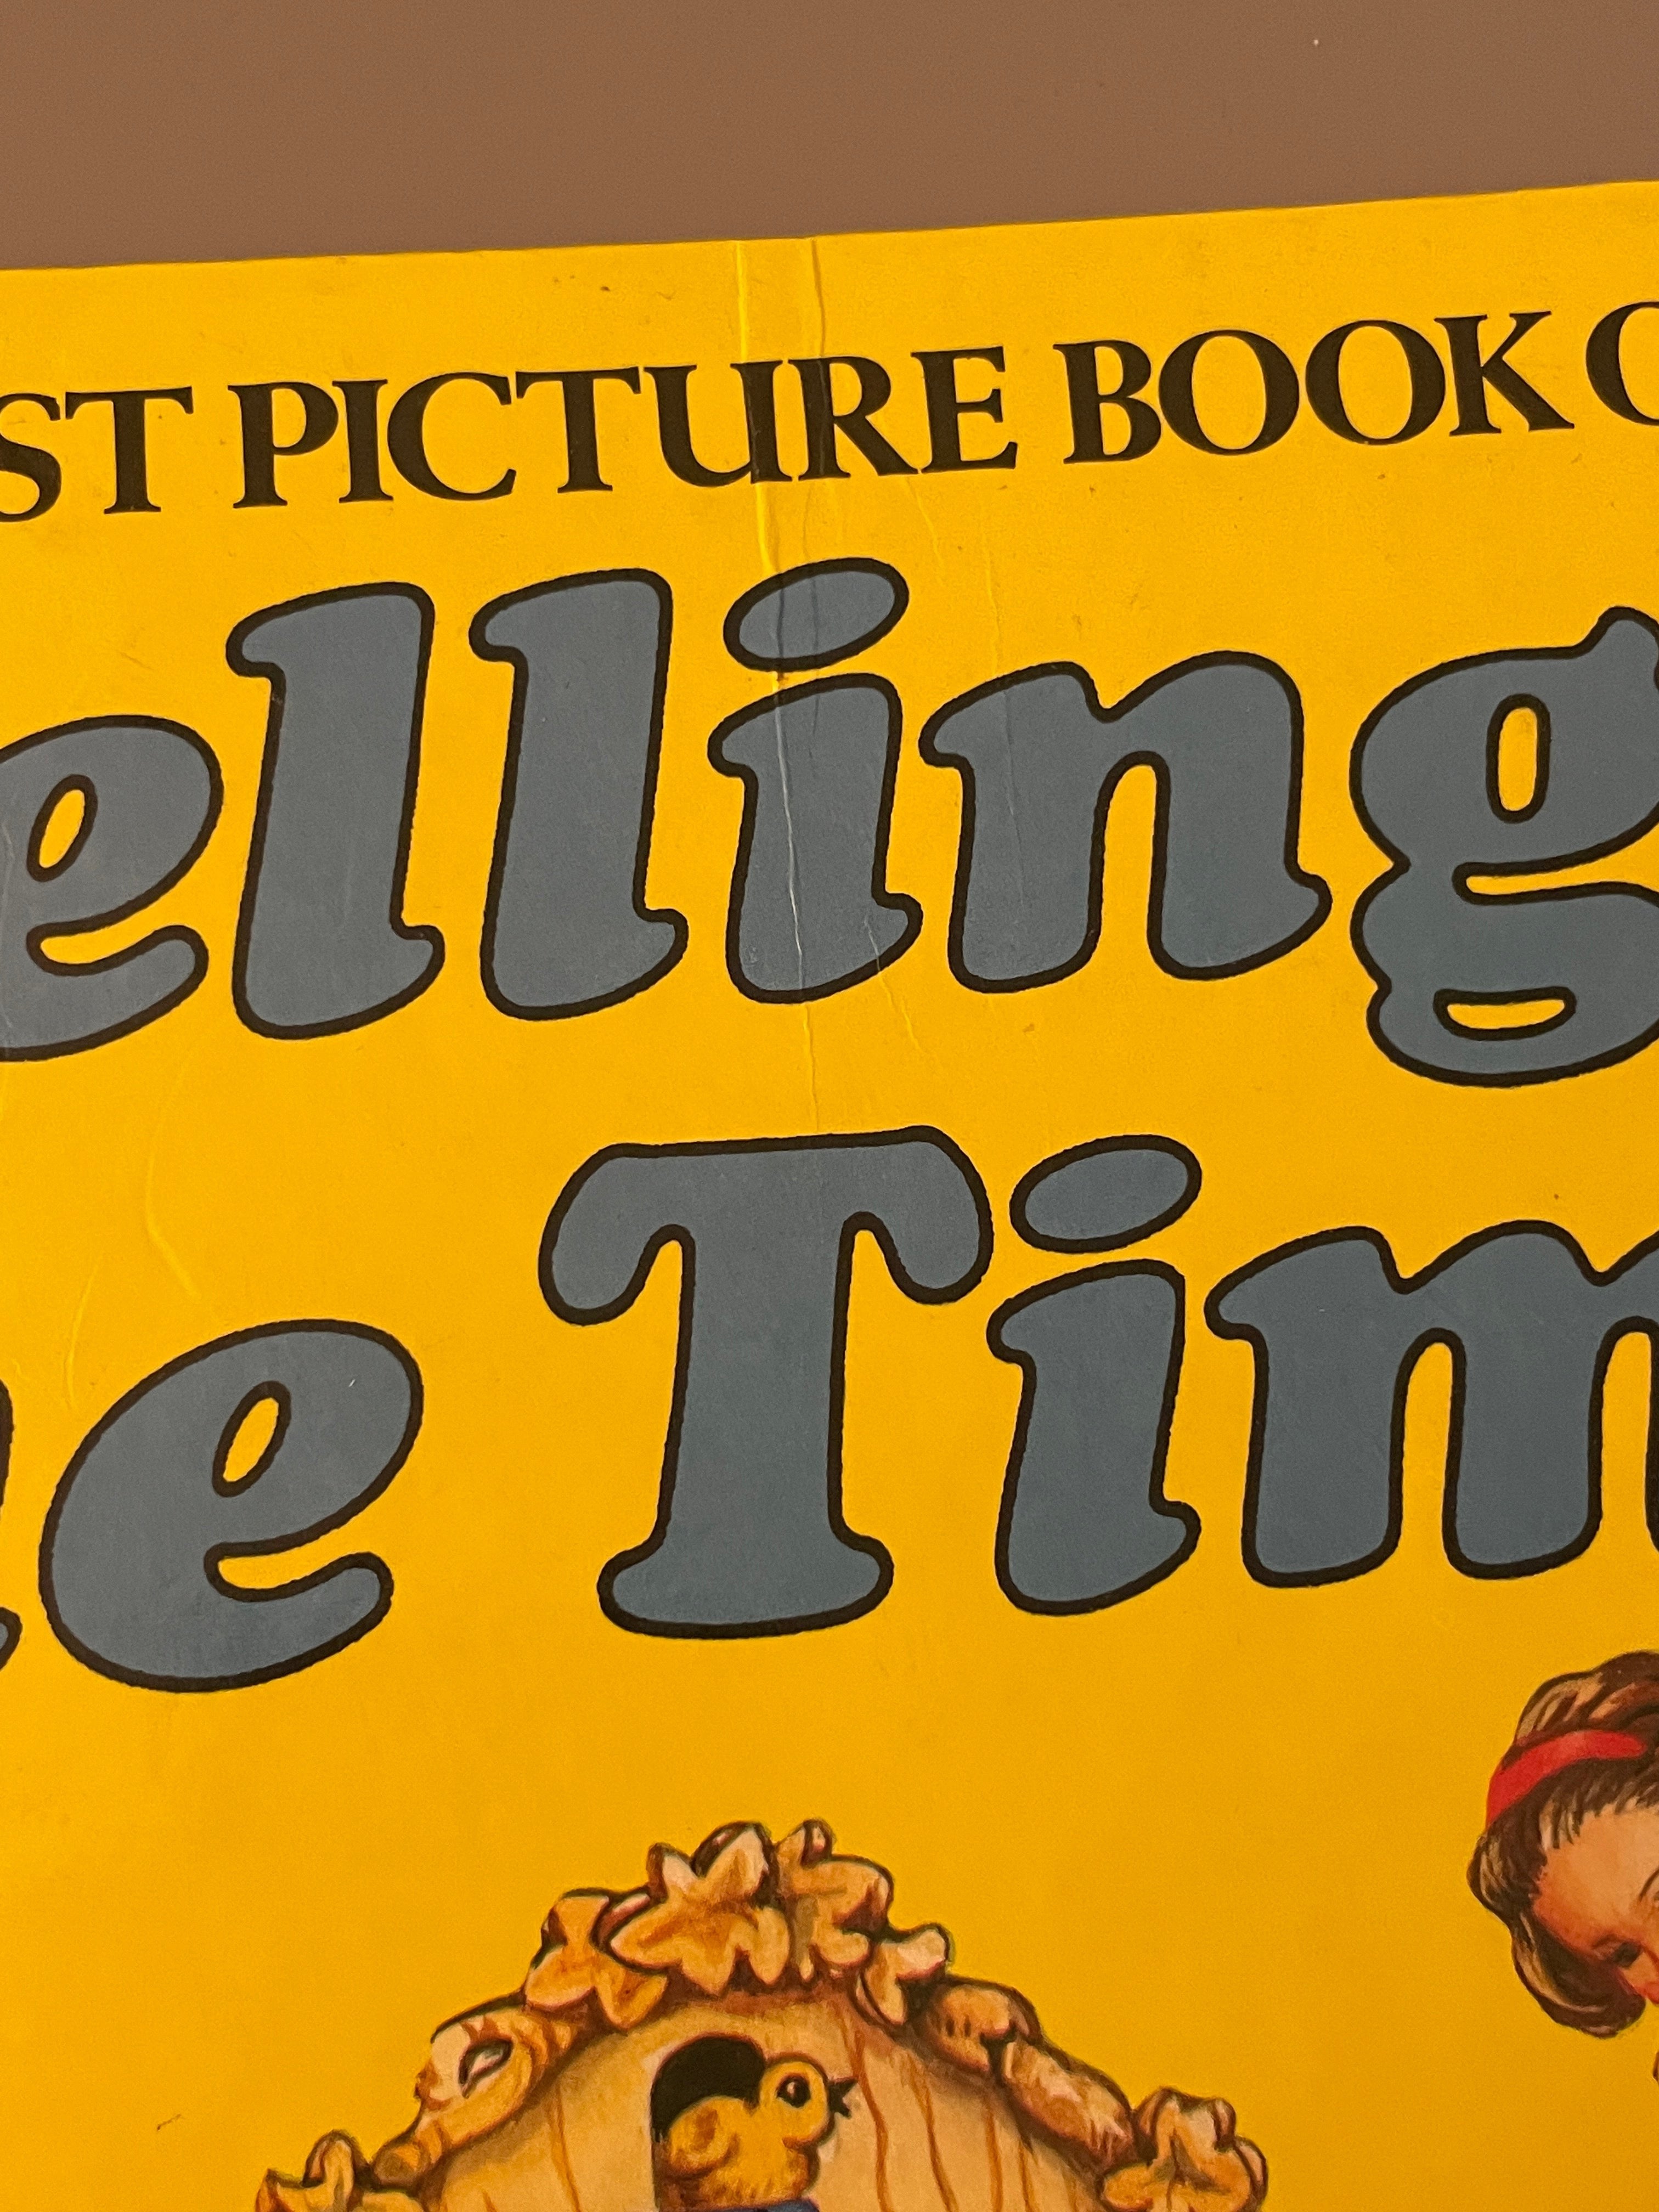 ST PICTURE BOOK O
elling
e Tim